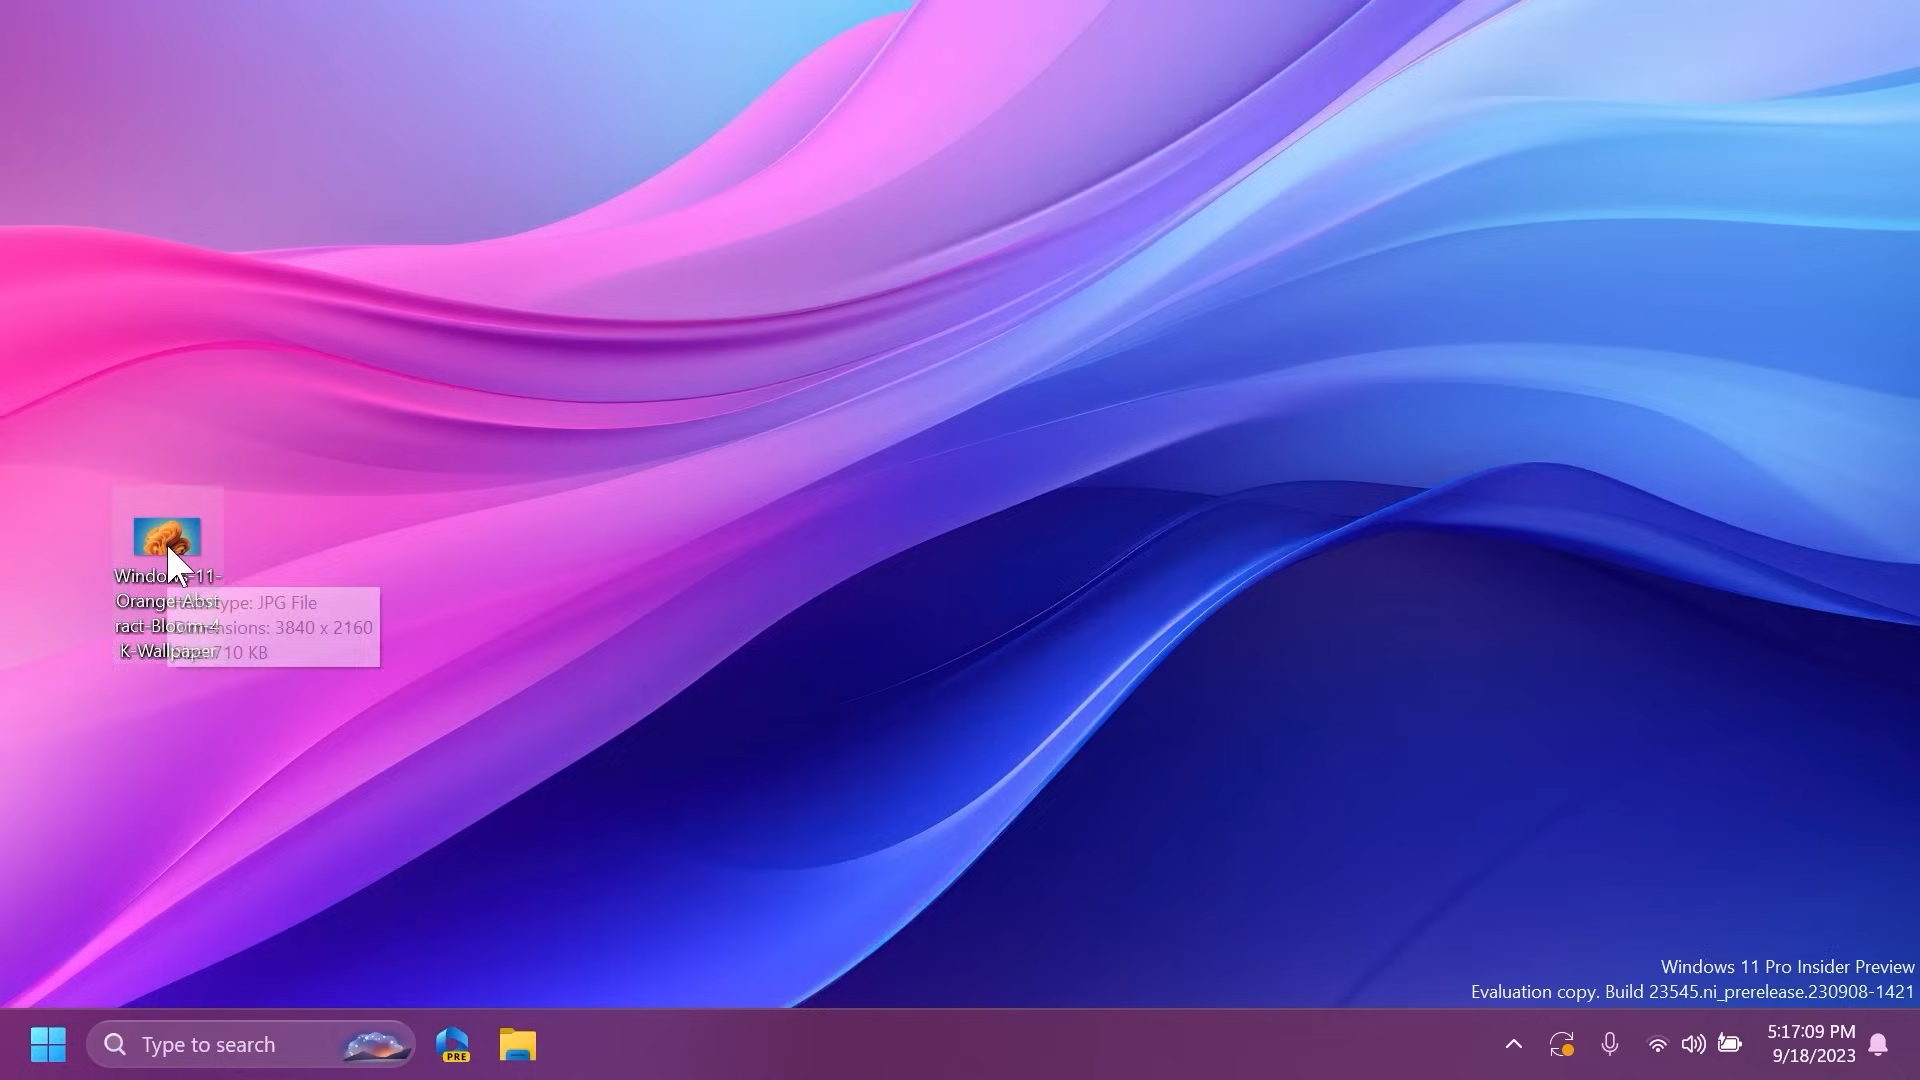 Windows-11-
Orange-Abst
ract-Bloom-4
K-Wallpaper
type: JPG File
Dimensions: 3840 x 2160
710 KB
Windows 11 Pro Insider Preview
Evaluation copy. Build 23545.ni_prerelease.230908-1421
Type to search
PRE
5:17:09 PM
9/18/2023